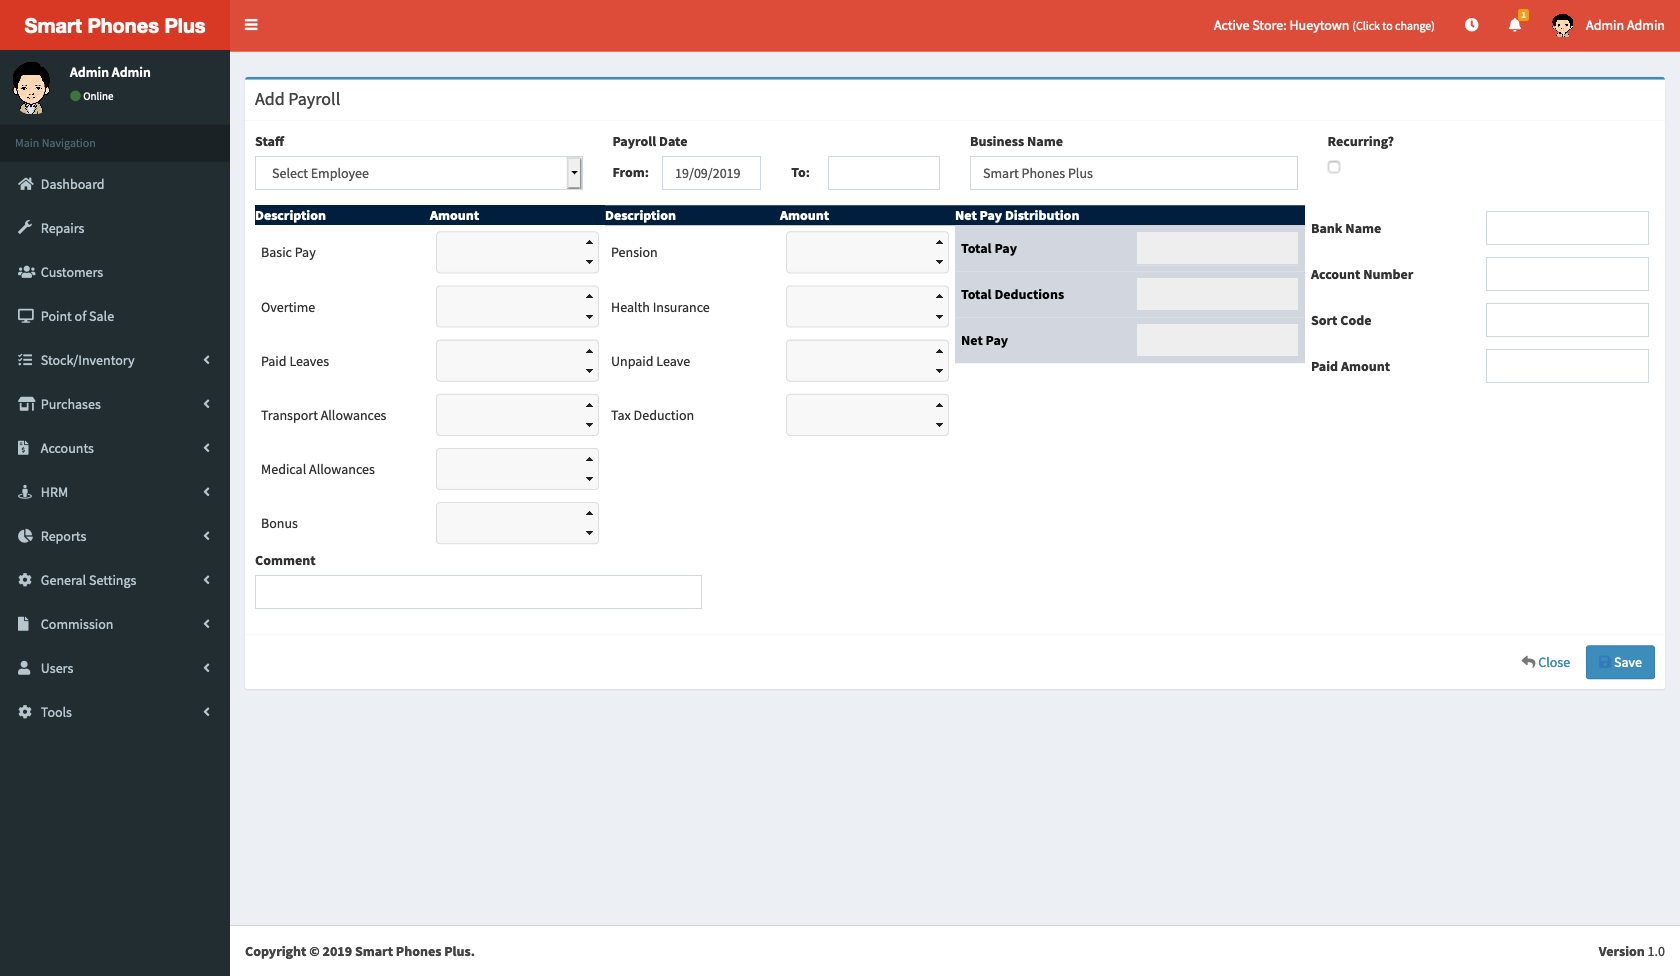 Smart Phones Plus
Active Store: Hueytown (Click to change)
1
Admin Admin
Admin Admin
Online
Main Navigation
Dashboard
Repairs
Customers
Point of Sale
Stock/Inventory
Purchases
Accounts
HRM
Reports
General Settings
Commission
Users
Tools
Add Payroll
Staff
Select Employee
Payroll Date
From: 19/09/2019 To:
Business Name
Smart Phones Plus
Recurring?
Description Amount Description Amount Net Pay Distribution
Basic Pay
Overtime
Paid Leaves
Transport Allowances
Medical Allowances
Bonus
Pension
Health Insurance
Unpaid Leave
Tax Deduction
Total Pay
Total Deductions
Net Pay
Bank Name
Account Number
Sort Code
Paid Amount
Comment
Close
Save
Copyright © 2019 Smart Phones Plus.
Version 1.0